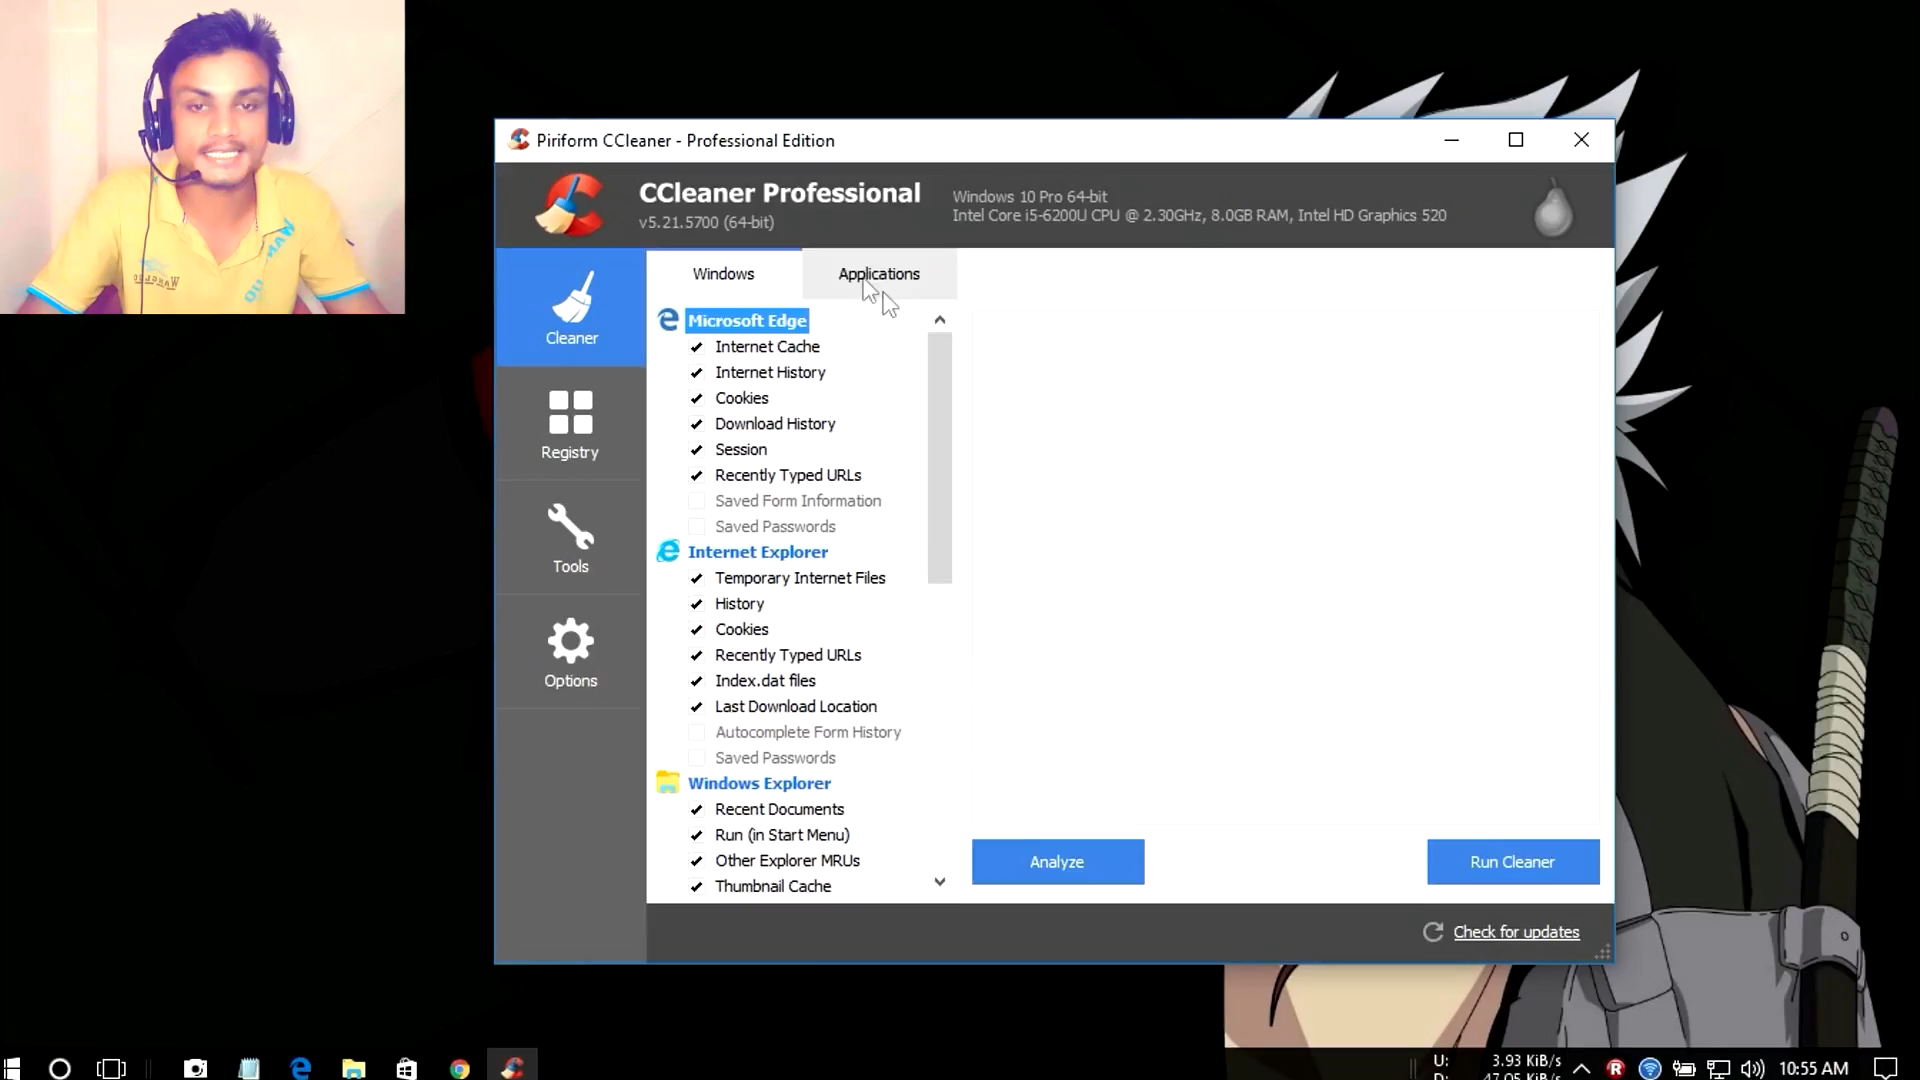 Piriform CCleaner - Professional Edition
CCleaner Professional
v5.21.5700 (64-bit)
Windows 10 Pro 64-bit
Intel Core i5-6200U CPU @ 2.30GHz, 8.0GB RAM, Intel HD Graphics 520
Cleaner
Registry
Tools
Options
Windows
Applications
Microsoft Edge
Internet Cache
Internet History
Cookies
Download History
Session
Recently Typed URLs
Saved Form Information
Saved Passwords
Internet Explorer
Temporary Internet Files
History
Cookies
Recently Typed URLs
Index.dat files
Last Download Location
Autocomplete Form History
Saved Passwords
Windows Explorer
Recent Documents
Run (in Start Menu)
Other Explorer MRUs
Thumbnail Cache
Analyze
Run Cleaner
Check for updates
U: 3.93 KiB/s
D: 47.05 KiB/s
R
10:55 AM